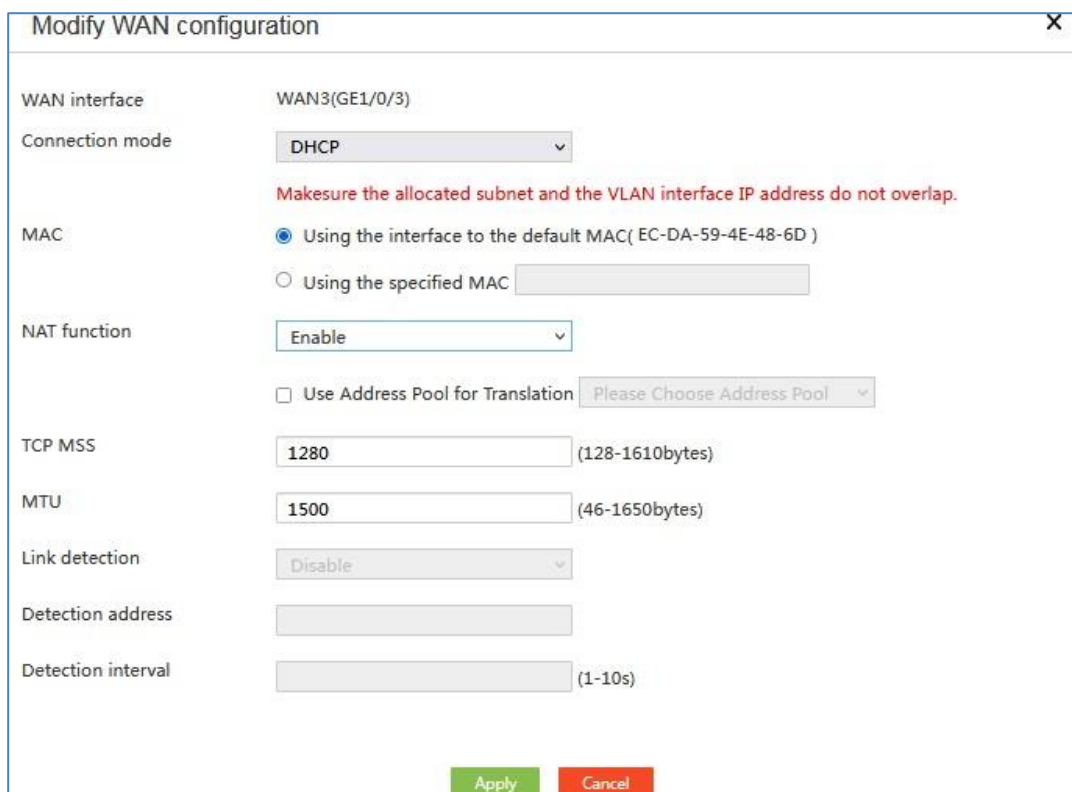 Modify WAN configuration
WAN interface WAN3(GE1/0/3)
Connection mode DHCP
Makesure the allocated subnet and the VLAN interface IP address do not overlap.
MAC Using the interface to the default MAC( EC-DA-59-4E-48-6D )
Using the specified MAC
NAT function Enable
Use Address Pool for Translation Please Choose Address Pool
TCP MSS 1280 (128-1610bytes)
MTU 1500 (46-1650bytes)
Link detection Disable
Detection address
Detection interval (1-10s)
Apply Cancel